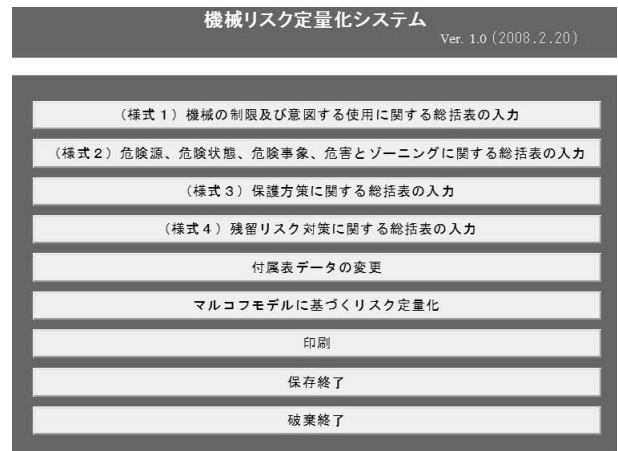 機械リスク定量化システム
Ver. 1.0 (2008.2.20)
(様式1)機械の制限及び意図する使用に関する総括表の入力
(様式2)危険源、危険状態、危険事象、危害とゾーニングに関する総括表の入力
(様式3)保護方策に関する総括表の入力
(様式4)残留リスク対策に関する総括表の入力
付属表データの変更
マルコフモデルに基づくリスク定量化
印刷
保存終了
破棄終了